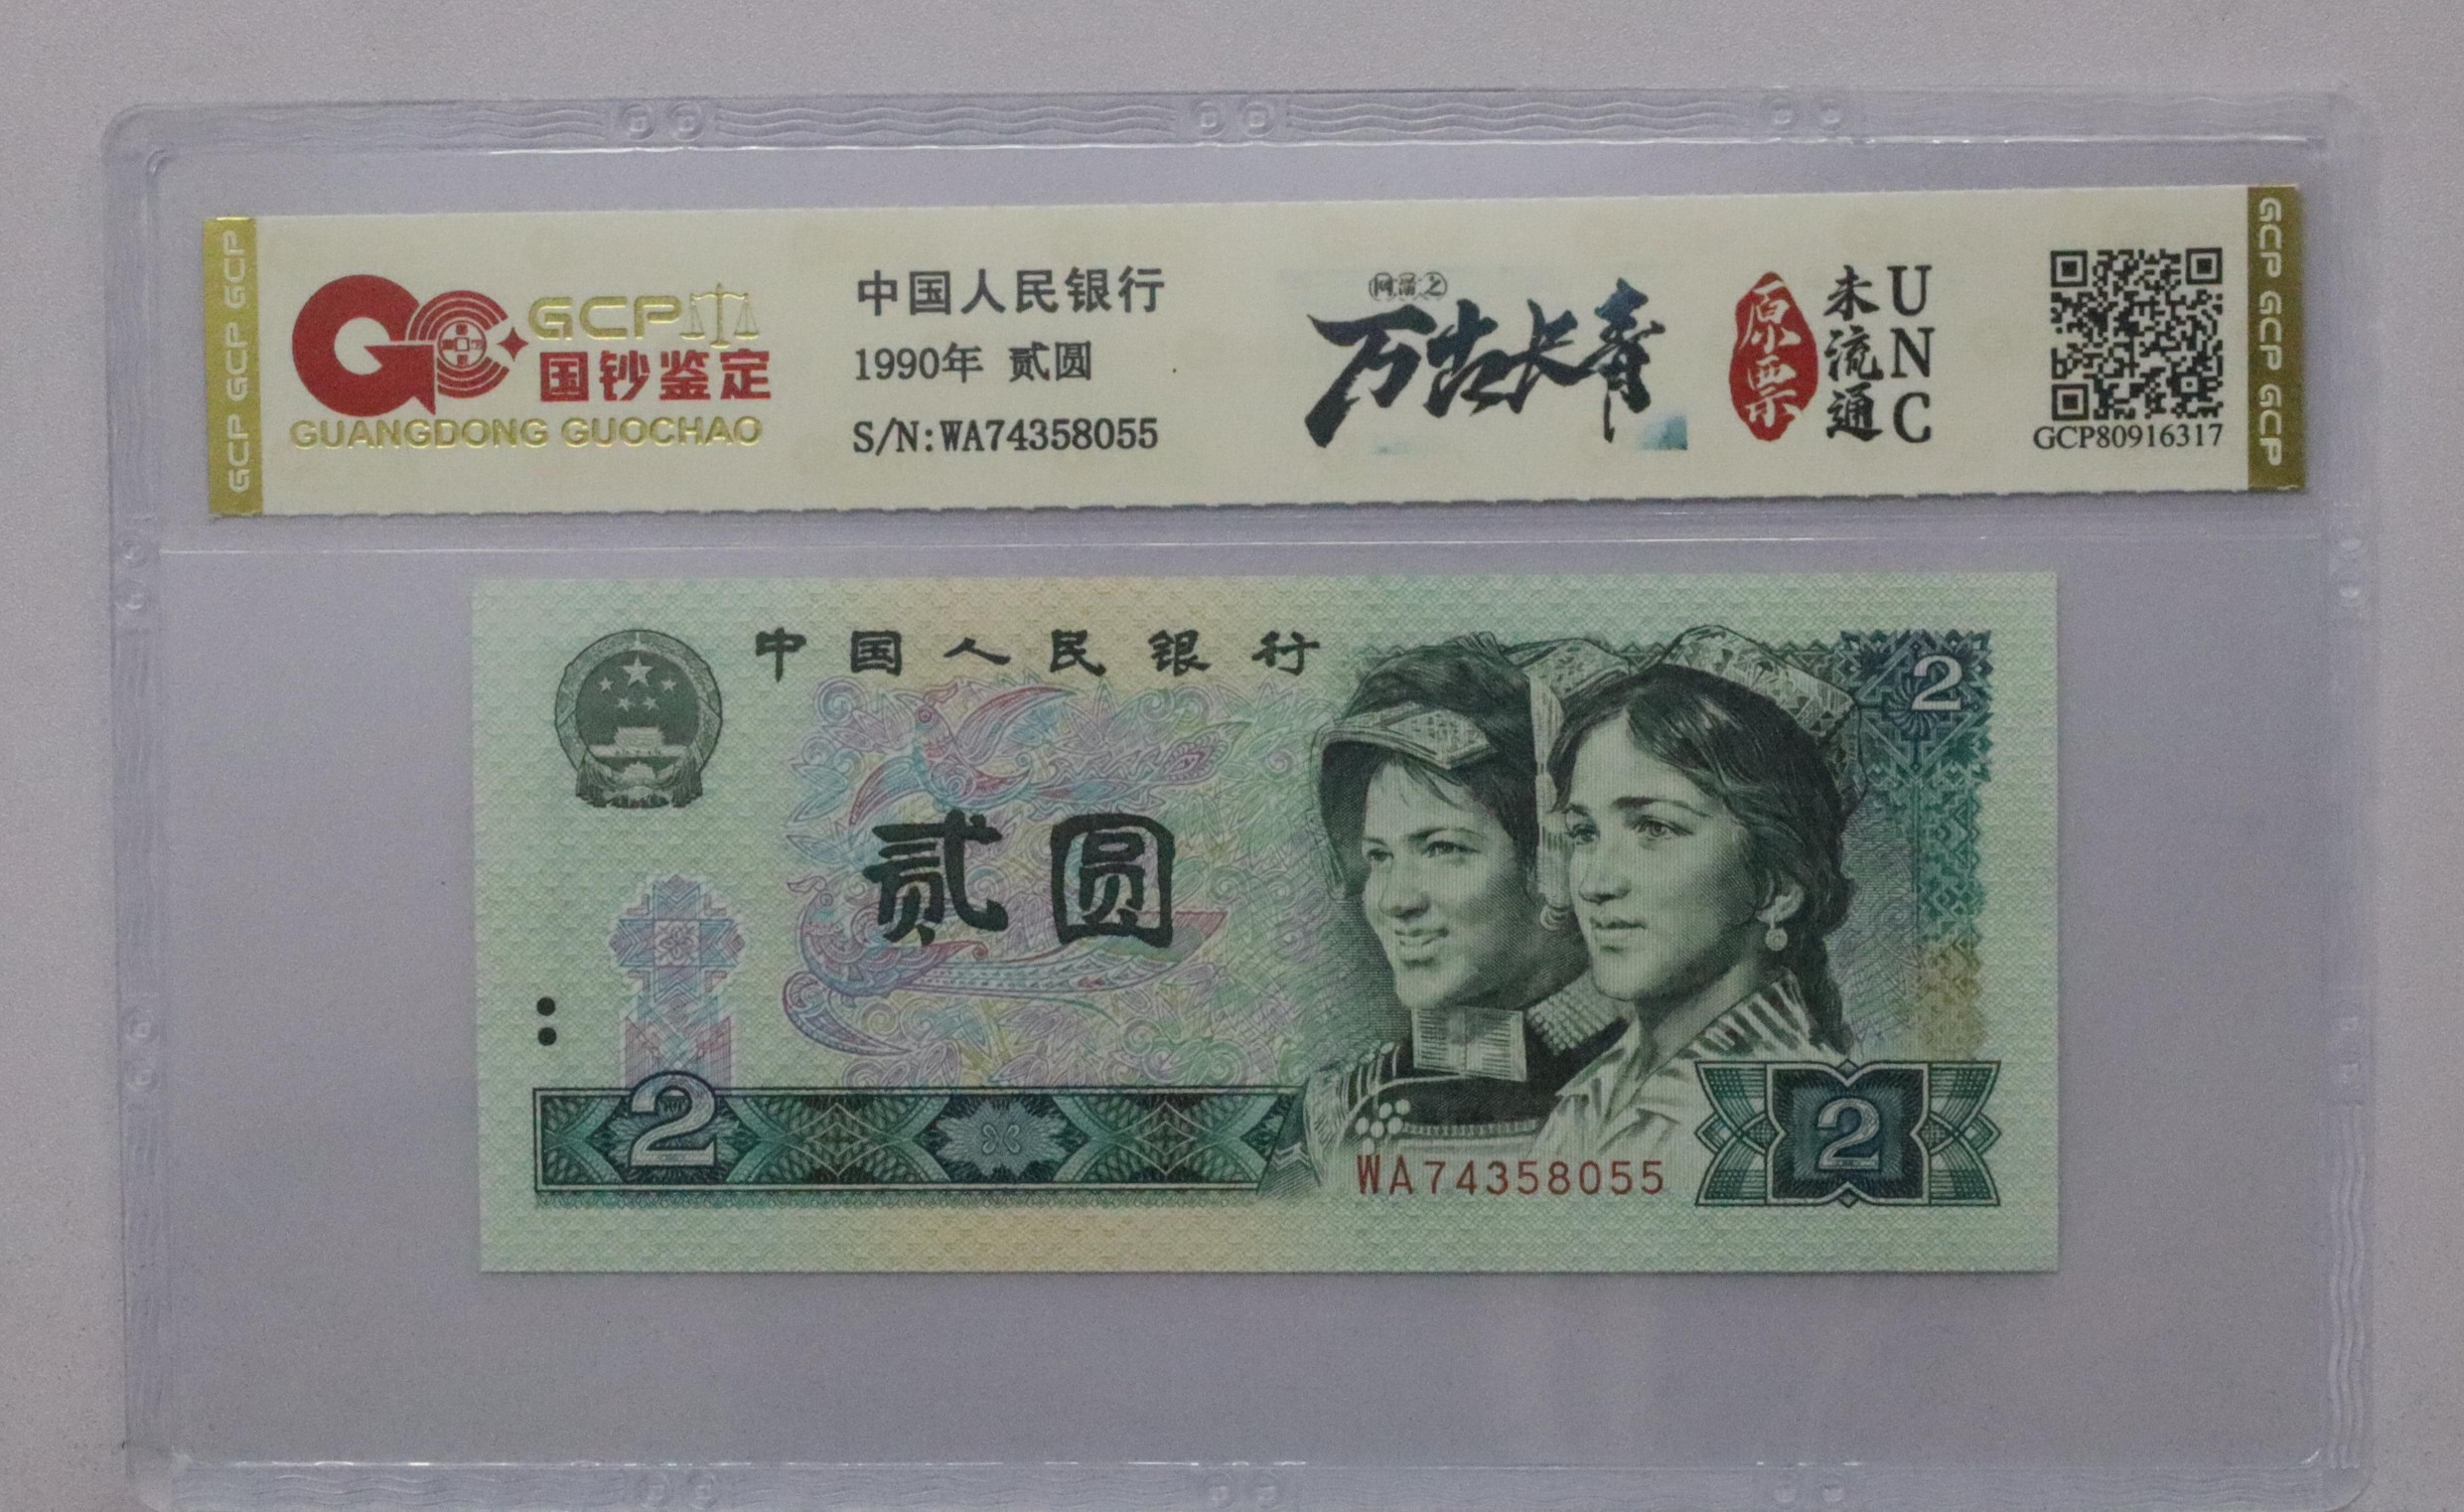 GCP GCP GCP
GCP
国钞鉴定
GUANGDONG GUOCHAO
中国人民银行
1990年 贰圆
S/N:WA74358055
万古长青
原票
未流通
UNC
GCP80916317
GCP GCP GCP
中国人民银行
2
贰圆
2
WA74358055
2